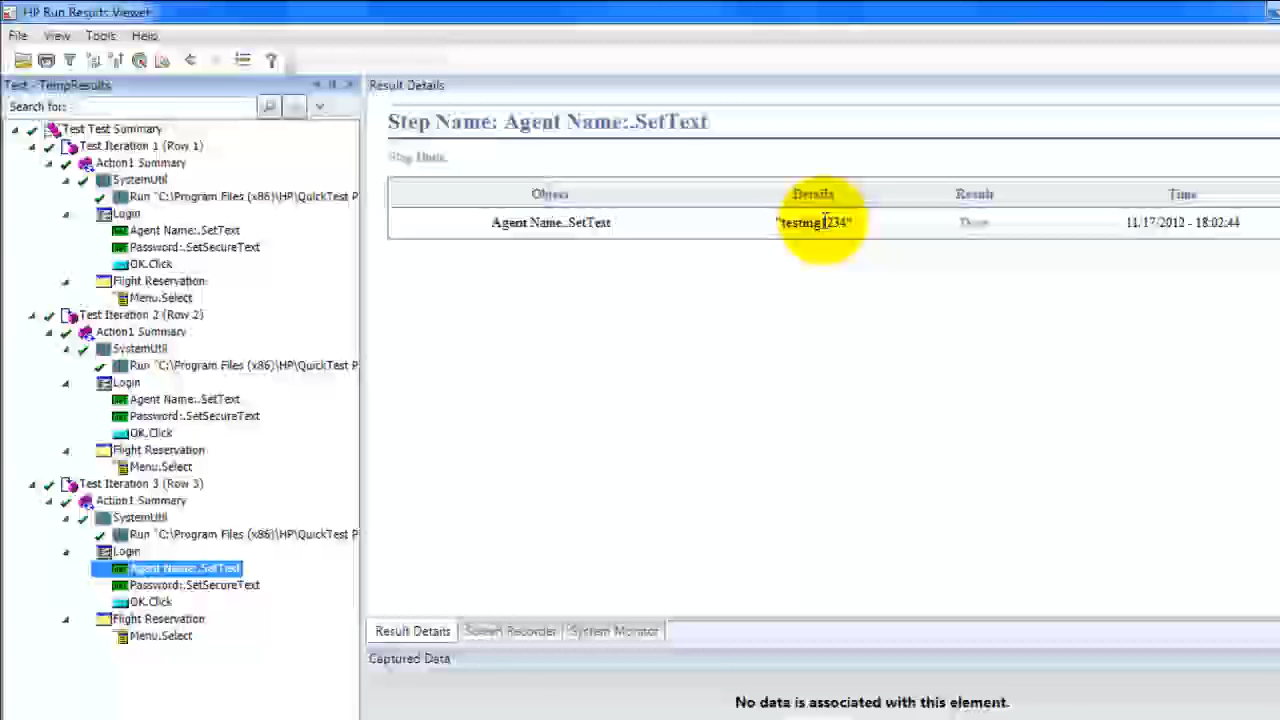 HP Run Results Viewer
File View Tools Help
Test - TempResults
Search for:
Test Test Summary
Test Iteration 1 (Row 1)
Action1 Summary
SystemUtil
Run "C:\Program Files (x86)\HP\QuickTest P
Login
Agent Name:.SetText
Password:.SetSecureText
OK.Click
Flight Reservation
Menu.Select
Test Iteration 2 (Row 2)
Action1 Summary
SystemUtil
Run "C:\Program Files (x86)\HP\QuickTest P
Login
Agent Name:.SetText
Password:.SetSecureText
OK.Click
Flight Reservation
Menu.Select
Test Iteration 3 (Row 3)
Action1 Summary
SystemUtil
Run "C:\Program Files (x86)\HP\QuickTest P
Login
Agent Name:.SetText
Password:.SetSecureText
OK.Click
Flight Reservation
Menu.Select
Result Details
Step Name: Agent Name:.SetText
Step Done
Object Details Result Time
Agent Name:.SetText "testing1234" Done 11/17/2012 - 18:02:44
Result Details Screen Recorder System Monitor
Captured Data
No data is associated with this element.